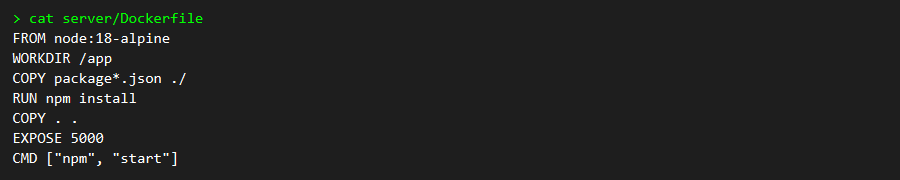 > cat server/Dockerfile
FROM node:18-alpine
WORKDIR /app
COPY package*.json ./
RUN npm install
COPY . .
EXPOSE 5000
CMD ["npm", "start"]